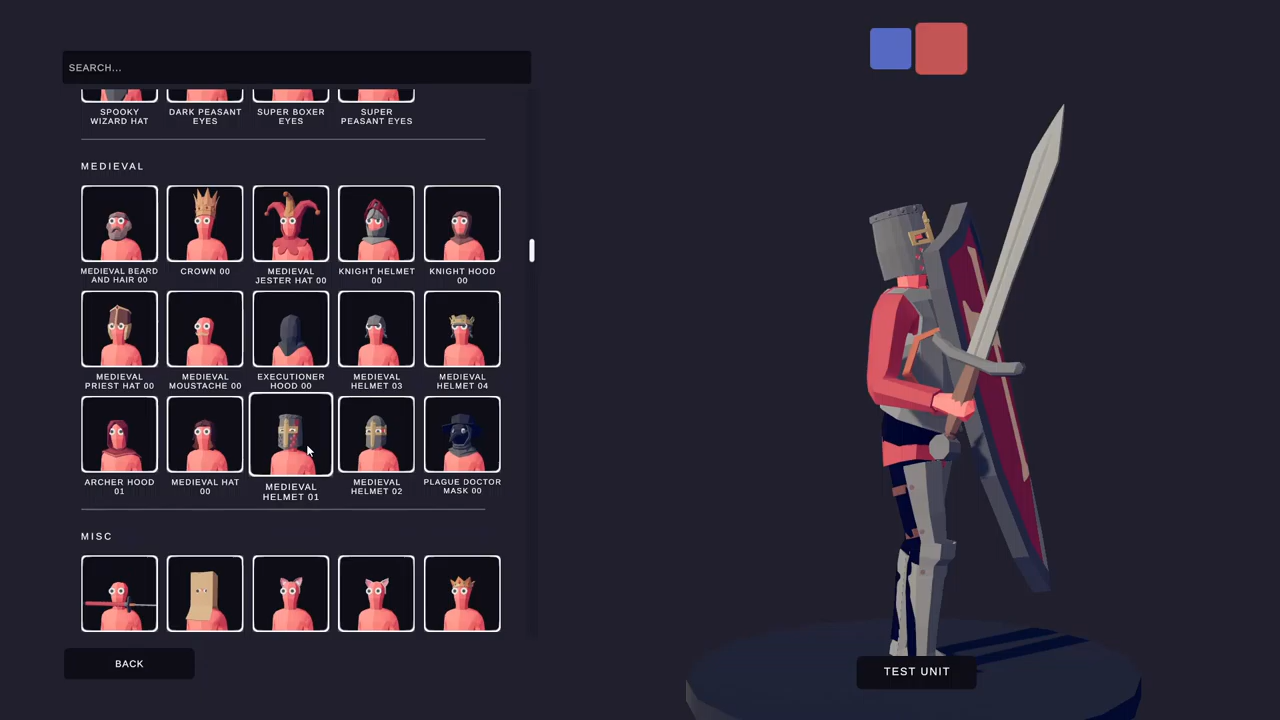 SEARCH...
SPOOKY
WIZARD HAT
DARK PEASANT
EYES
SUPER BOXER
EYES
SUPER
PEASANT EYES
MEDIEVAL
MEDIEVAL BEARD
AND HAIR 00
CROWN 00
MEDIEVAL
JESTER HAT 00
KNIGHT HELMET
00
KNIGHT HOOD
00
MEDIEVAL
PRIEST HAT 00
MEDIEVAL
MOUSTACHE 00
EXECUTIONER
HOOD 00
MEDIEVAL
HELMET 03
MEDIEVAL
HELMET 04
ARCHER HOOD
01
MEDIEVAL HAT
00
MEDIEVAL
HELMET 01
MEDIEVAL
HELMET 02
PLAGUE DOCTOR
MASK 00
MISC
BACK
TEST UNIT